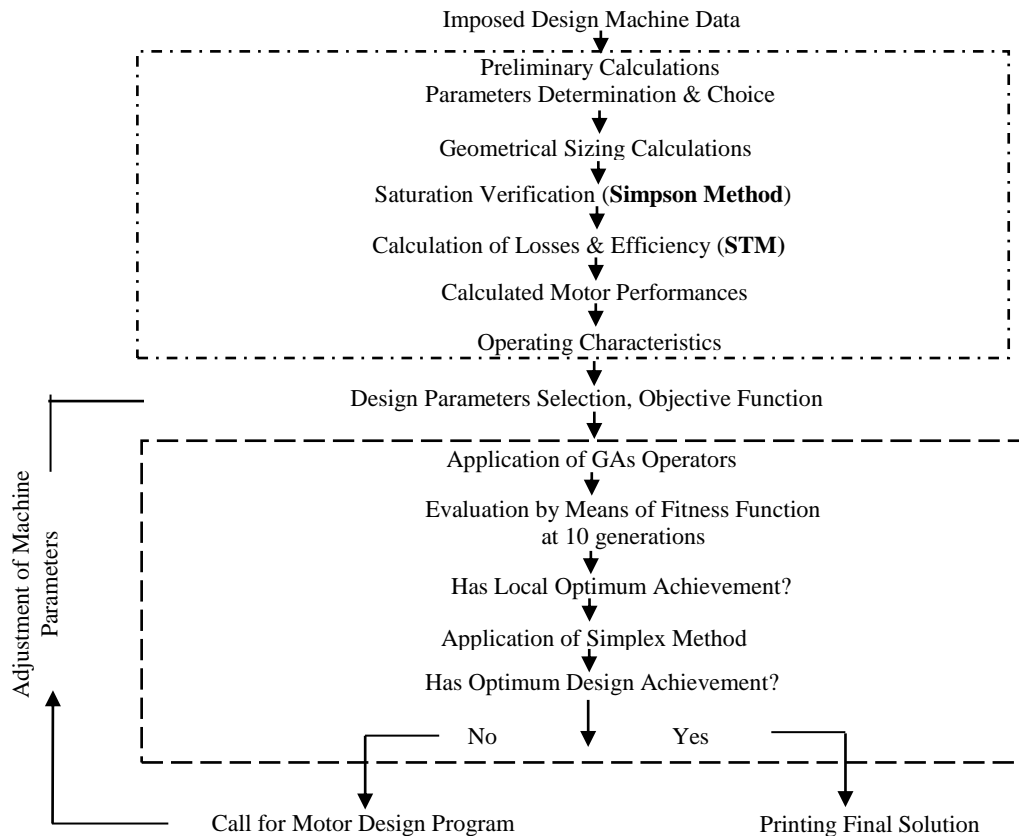 Imposed Design Machine Data
Preliminary Calculations
Parameters Determination & Choice
Geometrical Sizing Calculations
Saturation Verification (Simpson Method)
Calculation of Losses & Efficiency (STM)
Calculated Motor Performances
Operating Characteristics
Design Parameters Selection, Objective Function
Application of GAs Operators
Evaluation by Means of Fitness Function
at 10 generations
Has Local Optimum Achievement?
Application of Simplex Method
Has Optimum Design Achievement?
No
Yes
Adjustment of Machine
Parameters
Call for Motor Design Program
Printing Final Solution